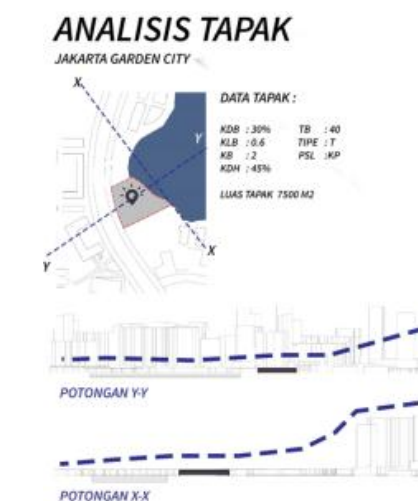 ANALISIS TAPAK
JAKARTA GARDEN CITY
X
DATA TAPAK :
KDB : 30% TB : 40
KLB : 0.6 TIPE : T
KB : 2 PSL : KP
KDH : 45%
LUAS TAPAK 7500 M2
Y
X
Y
POTONGAN Y-Y
POTONGAN X-X